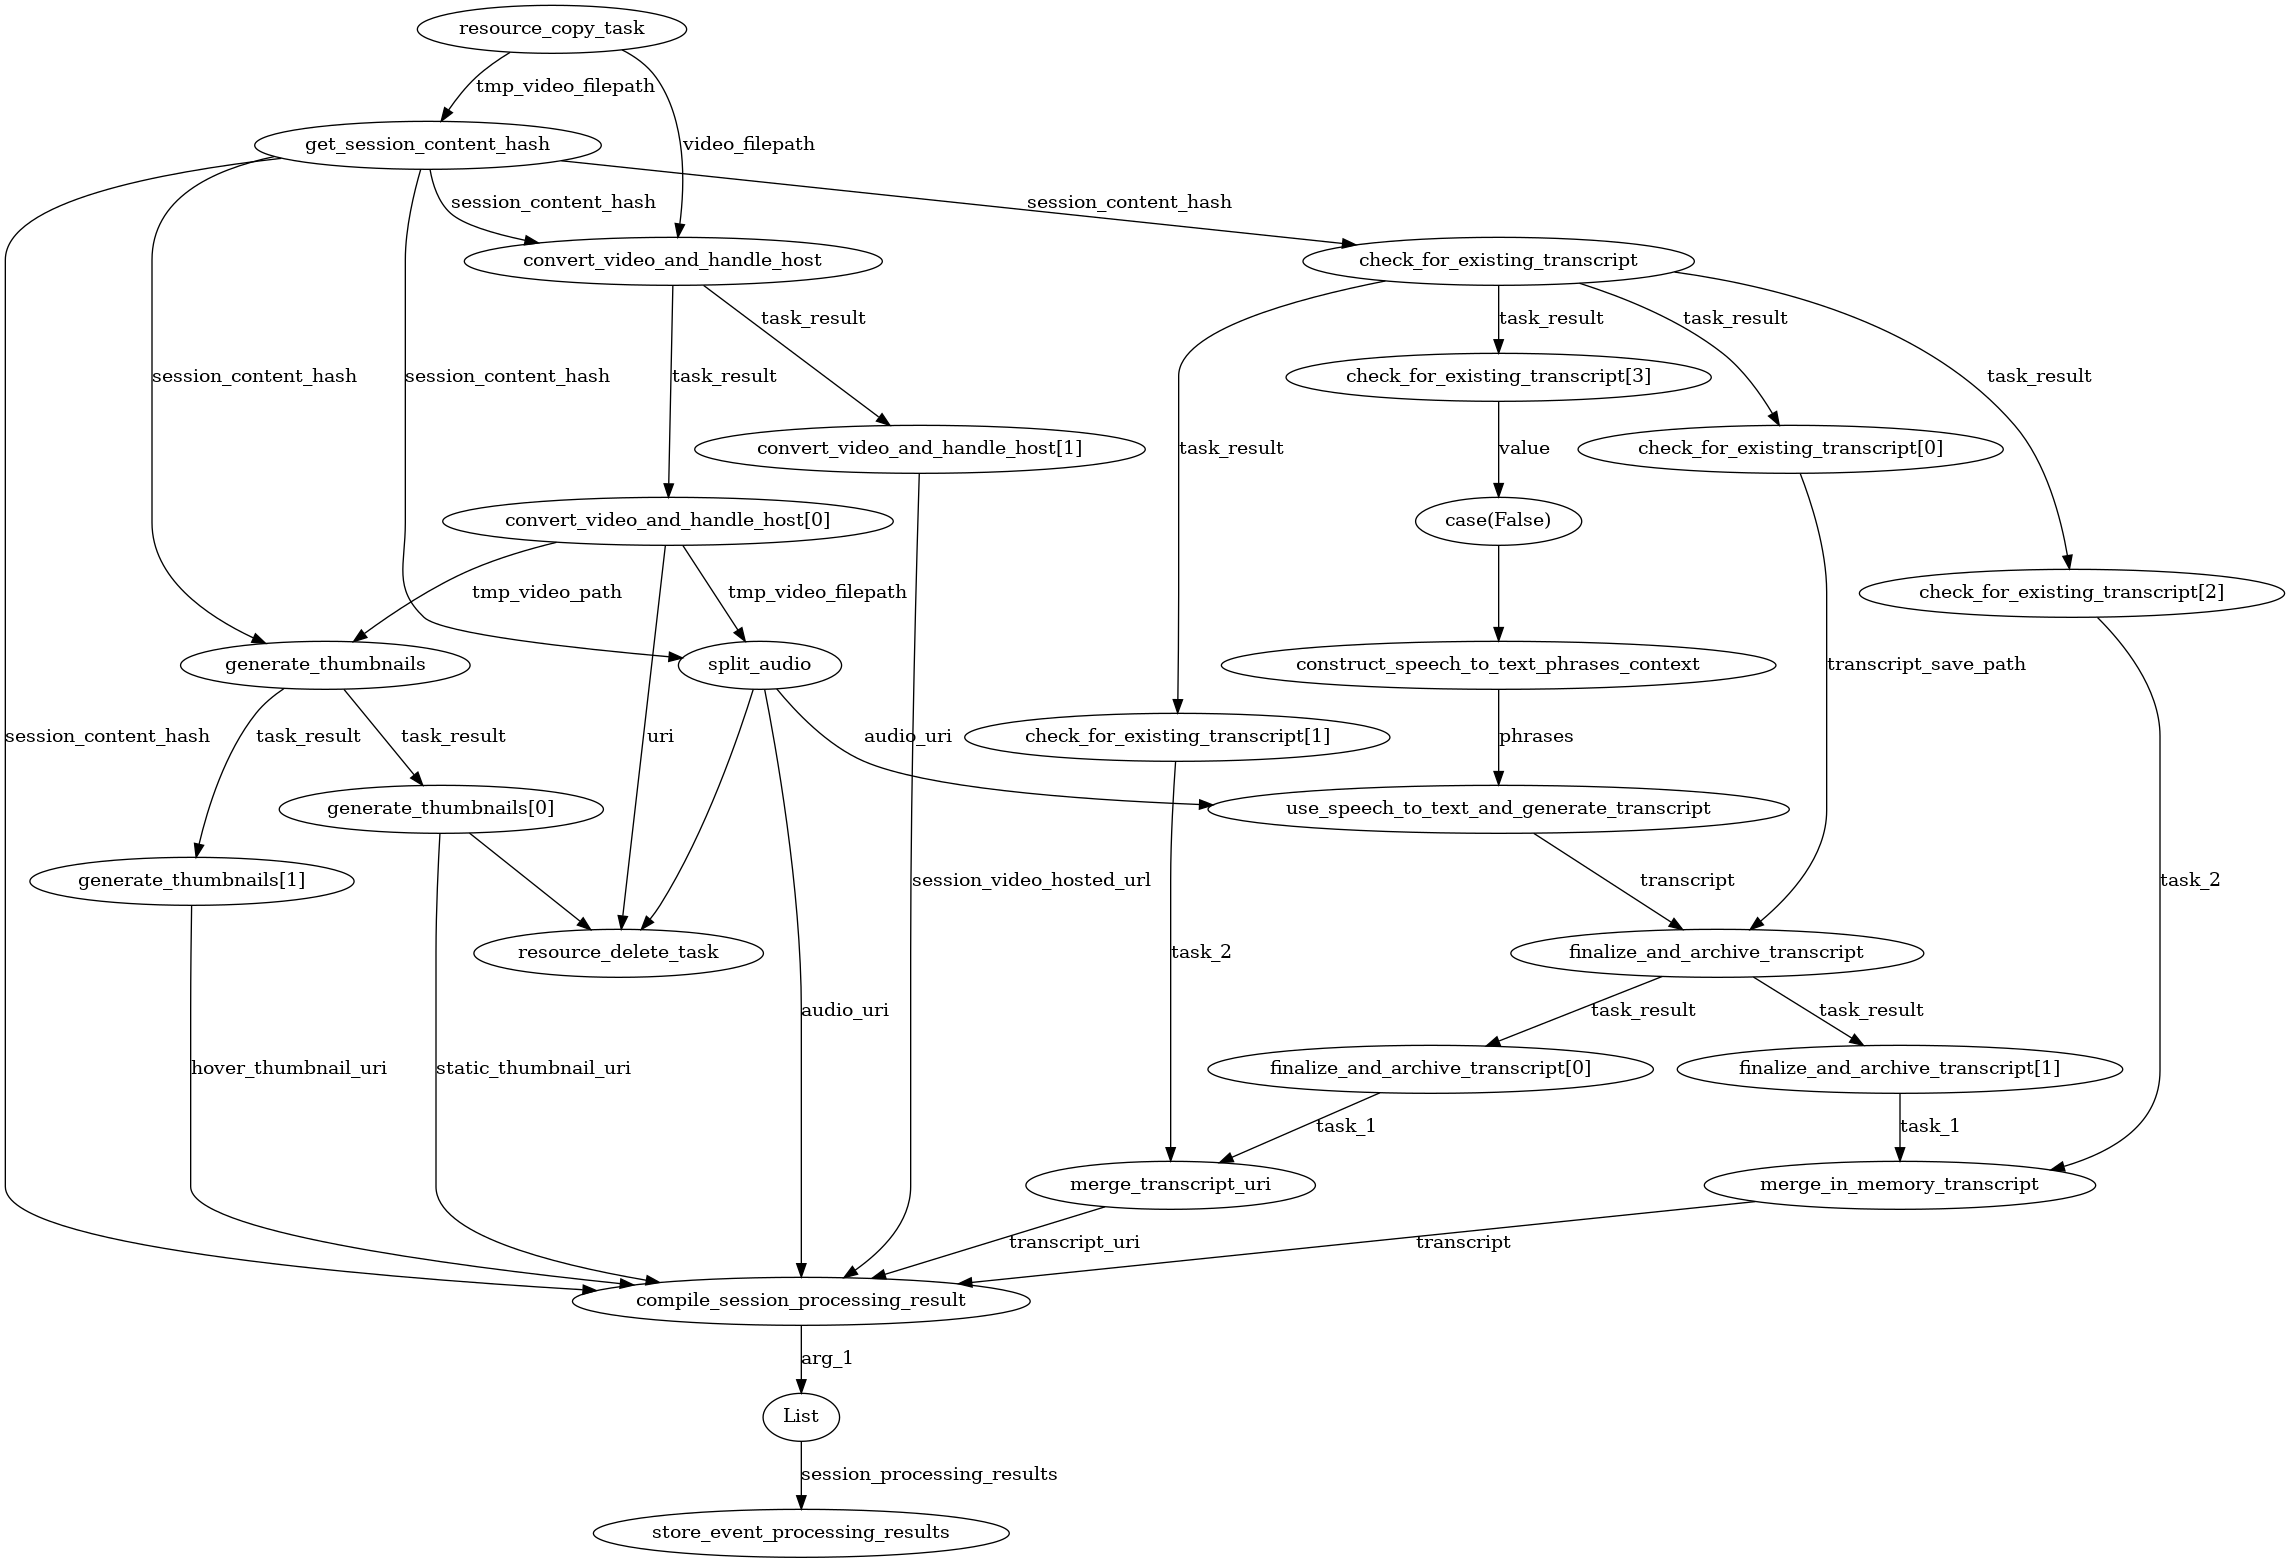 resource_copy_task
tmp_video_filepath
get_session_content_hash
video_filepath
session_content_hash
session_content_hash
convert_video_and_handle_host
check_for_existing_transcript
task_result
task_result
task_result
session_content_hash
session_content_hash
task_result
check_for_existing_transcript[3]
task_result
convert_video_and_handle_host[1]
task_result
value
check_for_existing_transcript[0]
convert_video_and_handle_host[0]
case(False)
tmp_video_path
tmp_video_filepath
check_for_existing_transcript[2]
generate_thumbnails
split_audio
construct_speech_to_text_phrases_context
transcript_save_path
session_content_hash
task_result
task_result
uri
audio_uri
check_for_existing_transcript[1]
phrases
generate_thumbnails[0]
use_speech_to_text_and_generate_transcript
generate_thumbnails[1]
session_video_hosted_url
transcript
task_2
resource_delete_task
task_2
finalize_and_archive_transcript
audio_uri
task_result
task_result
hover_thumbnail_uri
static_thumbnail_uri
finalize_and_archive_transcript[0]
finalize_and_archive_transcript[1]
task_1
task_1
merge_transcript_uri
merge_in_memory_transcript
transcript_uri
transcript
compile_session_processing_result
arg_1
List
session_processing_results
store_event_processing_results